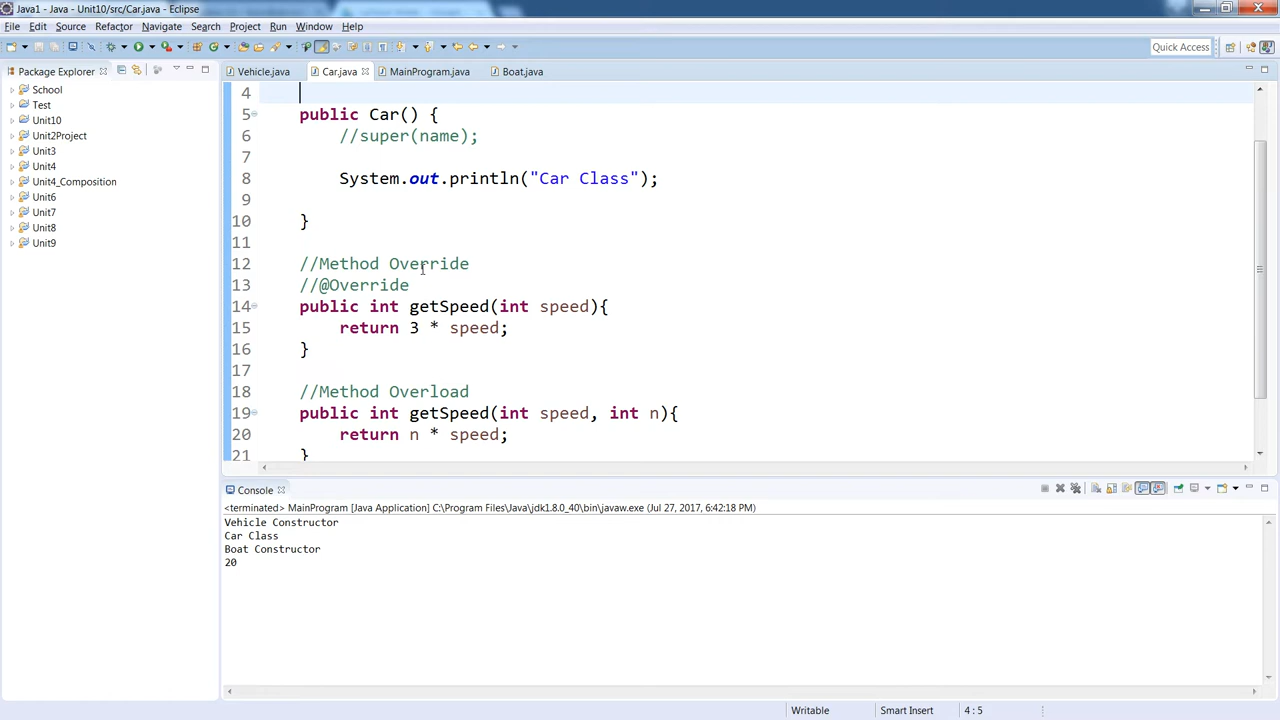 Java1 - Java - Unit10/src/Car.java - Eclipse
File Edit Source Refactor Navigate Search Project Run Window Help
Quick Access
Package Explorer
School
Test
Unit10
Unit2Project
Unit3
Unit4
Unit4_Composition
Unit6
Unit7
Unit8
Unit9
Vehicle.java Car.java MainProgram.java Boat.java
4
5 public Car() {
6 //super(name);
7
8 System.out.println("Car Class");
9
10 }
11
12 //Method Override
13 //@Override
14 public int getSpeed(int speed){
15 return 3 * speed;
16 }
17
18 //Method Overload
19 public int getSpeed(int speed, int n){
20 return n * speed;
21 }
Console
<terminated> MainProgram [Java Application] C:\Program Files\Java\jdk1.8.0_40\bin\javaw.exe (Jul 27, 2017, 6:42:18 PM)
Vehicle Constructor
Car Class
Boat Constructor
20
Writable Smart Insert 4 : 5